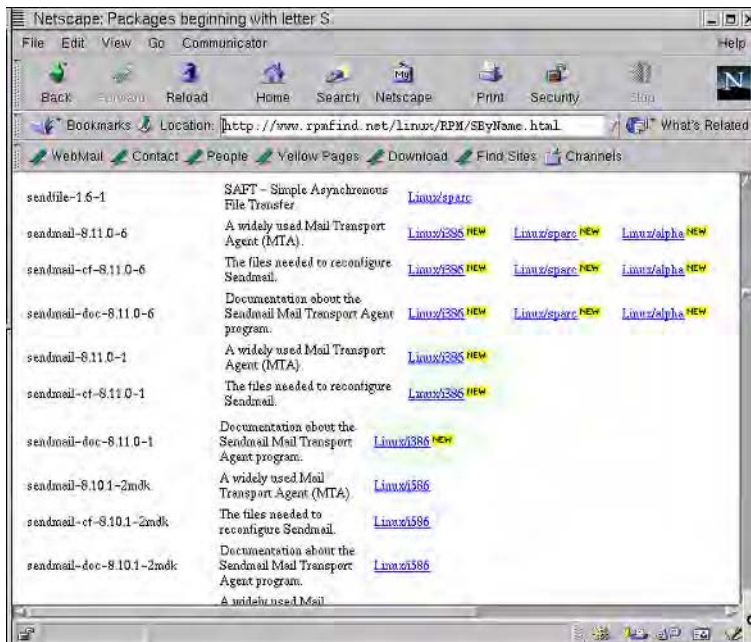 Netscape: Packages beginning with letter S
File Edit View Go Communicator Help
Back Forward Reload Home Search Netscape Print Security Stop
My
N
Bookmarks Location: http://www.rpmfind.net/linux/RPM/SByName.html What's Related
WebMail Contact People Yellow Pages Download Find Sites Channels
sendfile-1.6-1
SAFT - Simple Asynchronous
File Transfer
Linux/sparc
sendmail-8.11.0-6
A widely used Mail Transport
Agent (MTA).
Linux/i386 NEW Linux/sparc NEW Linux/alpha NEW
sendmail-cf-8.11.0-6
The files needed to reconfigure
Sendmail.
Linux/i386 NEW Linux/sparc NEW Linux/alpha NEW
sendmail-doc-8.11.0-6
Documentation about the
Sendmail Mail Transport Agent
program.
Linux/i386 NEW Linux/sparc NEW Linux/alpha NEW
sendmail-8.11.0-1
A widely used Mail Transport
Agent (MTA).
Linux/i386 NEW
sendmail-cf-8.11.0-1
The files needed to reconfigure
Sendmail.
Linux/i386 NEW
sendmail-doc-8.11.0-1
Documentation about the
Sendmail Mail Transport
Agent program.
Linux/i386 NEW
sendmail-8.10.1-2mdk
A widely used Mail
Transport Agent (MTA).
Linux/i586
sendmail-cf-8.10.1-2mdk
The files needed to
reconfigure Sendmail.
Linux/i586
sendmail-doc-8.10.1-2mdk
Documentation about the
Sendmail Mail Transport
Agent program.
Linux/i586
A widely used Mail